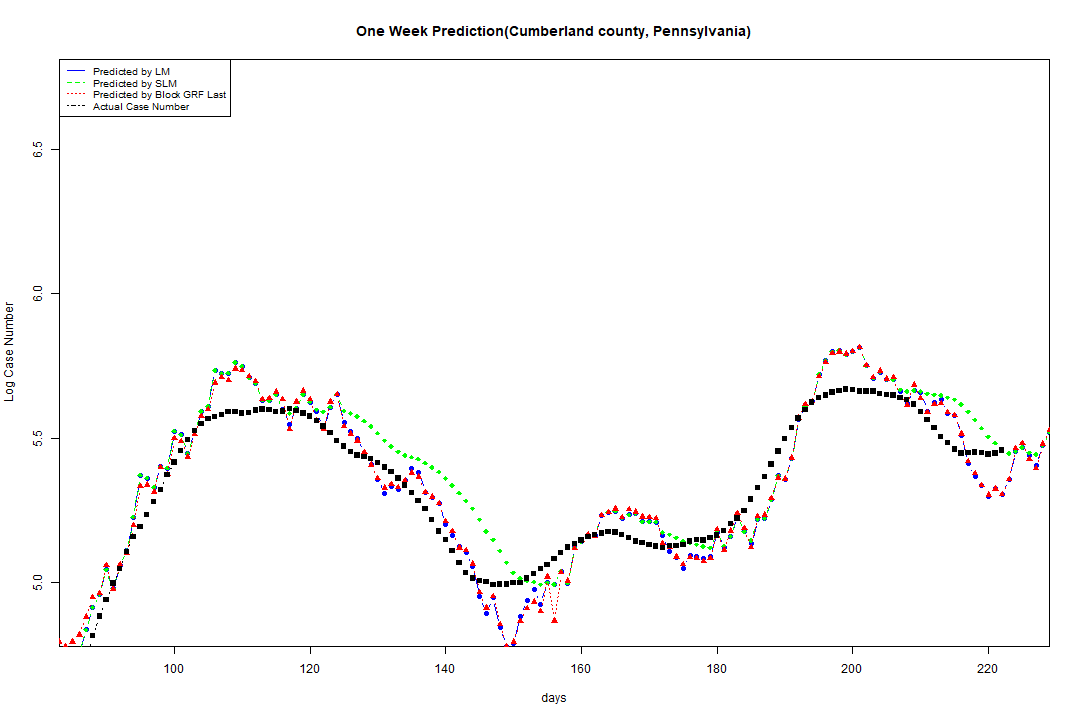 One Week Prediction(Cumberland county, Pennsylvania)
Predicted by LM
Predicted by SLM
Predicted by Block GRF Last
Actual Case Number
Log Case Number
6.5
6.0
5.5
5.0
100 120 140 160 180 200 220
days